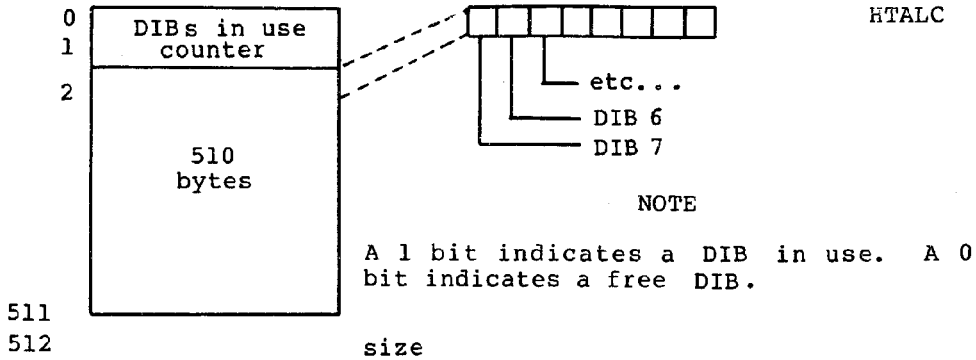 0
DIBs in use
HTALC
1
counter
2
etc...
DIB 6
DIB 7
510
bytes
NOTE
A 1 bit indicates a DIB in use. A 0
bit indicates a free DIB.
511
512
size